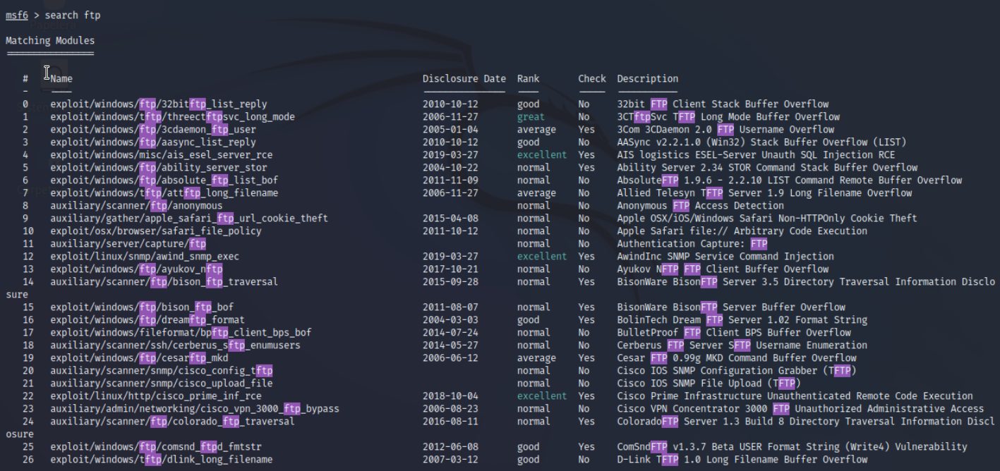 msf6 > search ftp
Matching Modules
================
# Name Disclosure Date Rank Check Description
- ---- --------------- ---- ----- -----------
0 exploit/windows/ftp/32bitftp_list_reply 2010-10-12 good No 32bit FTP Client Stack Buffer Overflow
1 exploit/windows/tftp/threectftpsvc_long_mode 2006-11-27 great No 3CTftpSvc TFTP Long Mode Buffer Overflow
2 exploit/windows/ftp/3cdaemon_ftp_user 2005-01-04 average Yes 3Com 3CDaemon 2.0 FTP Username Overflow
3 exploit/windows/ftp/aasync_list_reply 2010-10-12 good No AASync v2.2.1.0 (Win32) Stack Buffer Overflow (LIST)
4 exploit/windows/misc/ais_esel_server_rce 2019-03-27 excellent Yes AIS logistics ESEL-Server Unauth SQL Injection RCE
5 exploit/windows/ftp/ability_server_stor 2004-10-22 normal Yes Ability Server 2.34 STOR Command Stack Buffer Overflow
6 exploit/windows/ftp/absolute_ftp_list_bof 2011-11-09 normal No AbsoluteFTP 1.9.6 - 2.2.10 LIST Command Remote Buffer Overflow
7 exploit/windows/tftp/attftp_long_filename 2006-11-27 average No Allied Telesyn TFTP Server 1.9 Long Filename Overflow
8 auxiliary/scanner/ftp/anonymous normal No Anonymous FTP Access Detection
9 auxiliary/gather/apple_safari_ftp_url_cookie_theft 2015-04-08 normal No Apple OSX/iOS/Windows Safari Non-HTTPOnly Cookie Theft
10 exploit/osx/browser/safari_file_policy 2011-10-12 normal No Apple Safari file:// Arbitrary Code Execution
11 auxiliary/server/capture/ftp normal No Authentication Capture: FTP
12 exploit/linux/snmp/awind_snmp_exec 2019-03-27 excellent Yes AwindInc SNMP Service Command Injection
13 exploit/windows/ftp/ayukov_nftp 2017-10-21 normal No Ayukov NFTP FTP Client Buffer Overflow
14 auxiliary/scanner/ftp/bison_ftp_traversal 2015-09-28 normal Yes BisonWare BisonFTP Server 3.5 Directory Traversal Information Disclo
sure
15 exploit/windows/ftp/bison_ftp_bof 2011-08-07 normal Yes BisonWare BisonFTP Server Buffer Overflow
16 exploit/windows/ftp/dreamftp_format 2004-03-03 good Yes BolinTech Dream FTP Server 1.02 Format String
17 exploit/windows/fileformat/bpftp_client_bps_bof 2014-07-24 normal No BulletProof FTP Client BPS Buffer Overflow
18 auxiliary/scanner/ssh/cerberus_sftp_enumusers 2014-05-27 normal No Cerberus FTP Server SFTP Username Enumeration
19 exploit/windows/ftp/cesarftp_mkd 2006-06-12 average Yes Cesar FTP 0.99g MKD Command Buffer Overflow
20 auxiliary/scanner/snmp/cisco_config_tftp normal No Cisco IOS SNMP Configuration Grabber (TFTP)
21 auxiliary/scanner/snmp/cisco_upload_file normal No Cisco IOS SNMP File Upload (TFTP)
22 exploit/linux/http/cisco_prime_inf_rce 2018-10-04 excellent Yes Cisco Prime Infrastructure Unauthenticated Remote Code Execution
23 auxiliary/admin/networking/cisco_vpn_3000_ftp_bypass 2006-08-23 normal No Cisco VPN Concentrator 3000 FTP Unauthorized Administrative Access
24 auxiliary/scanner/ftp/colorado_ftp_traversal 2016-08-11 normal Yes ColoradoFTP Server 1.3 Build 8 Directory Traversal Information Discl
osure
25 exploit/windows/ftp/comsnd_ftpd_fmtstr 2012-06-08 good Yes ComSndFTP v1.3.7 Beta USER Format String (Write4) Vulnerability
26 exploit/windows/tftp/dlink_long_filename 2007-03-12 good No D-Link TFTP 1.0 Long Filename Buffer Overflow